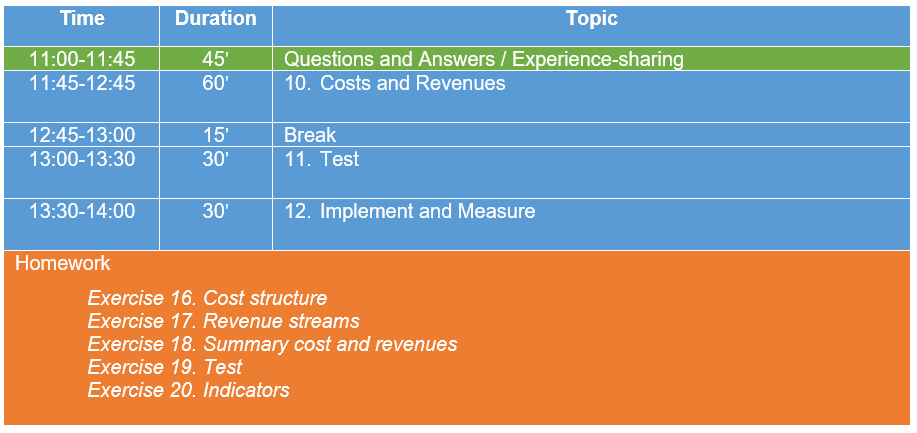 Time Duration Topic
11:00-11:45 45' Questions and Answers / Experience-sharing
11:45-12:45 60' 10. Costs and Revenues
12:45-13:00 15' Break
13:00-13:30 30' 11. Test
13:30-14:00 30' 12. Implement and Measure
Homework
Exercise 16. Cost structure
Exercise 17. Revenue streams
Exercise 18. Summary cost and revenues
Exercise 19. Test
Exercise 20. Indicators